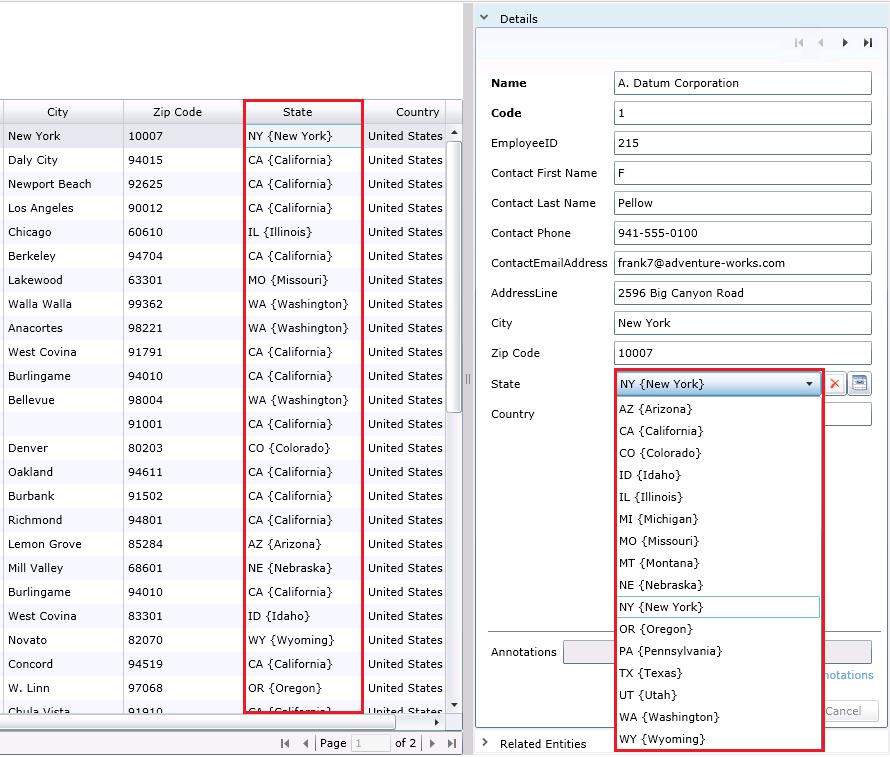 City Zip Code State Country
New York 10007 NY {New York} United States
Daly City 94015 CA {California} United States
Newport Beach 92625 CA {California} United States
Los Angeles 90012 CA {California} United States
Chicago 60610 IL {Illinois} United States
Berkeley 94704 CA {California} United States
Lakewood 63301 MO {Missouri} United States
Walla Walla 99362 WA {Washington} United States
Anacortes 98221 WA {Washington} United States
West Covina 91791 CA {California} United States
Burlingame 94010 CA {California} United States
Bellevue 98004 WA {Washington} United States
91001 CA {California} United States
Denver 80203 CO {Colorado} United States
Oakland 94611 CA {California} United States
Burbank 91502 CA {California} United States
Richmond 94801 CA {California} United States
Lemon Grove 85284 AZ {Arizona} United States
Mill Valley 68601 NE {Nebraska} United States
Burlingame 94010 CA {California} United States
West Covina 83301 ID {Idaho} United States
Novato 82070 WY {Wyoming} United States
Concord 94519 CA {California} United States
W. Linn 97068 OR {Oregon} United States
Chula Vista 91910 CA {California} United States
Page 1 of 2
Details
Name A. Datum Corporation
Code 1
EmployeeID 215
Contact First Name F
Contact Last Name Pellow
Contact Phone 941-555-0100
ContactEmailAddress frank7@adventure-works.com
AddressLine 2596 Big Canyon Road
City New York
Zip Code 10007
State NY {New York}
Country
AZ {Arizona}
CA {California}
CO {Colorado}
ID {Idaho}
IL {Illinois}
MI {Michigan}
MO {Missouri}
MT {Montana}
NE {Nebraska}
NY {New York}
OR {Oregon}
PA {Pennsylvania}
TX {Texas}
UT {Utah}
WA {Washington}
WY {Wyoming}
Annotations
notations
Cancel
Related Entities